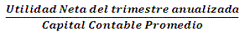 Utilidad Neta del trimestre anualizada
Capital Contable Promedio